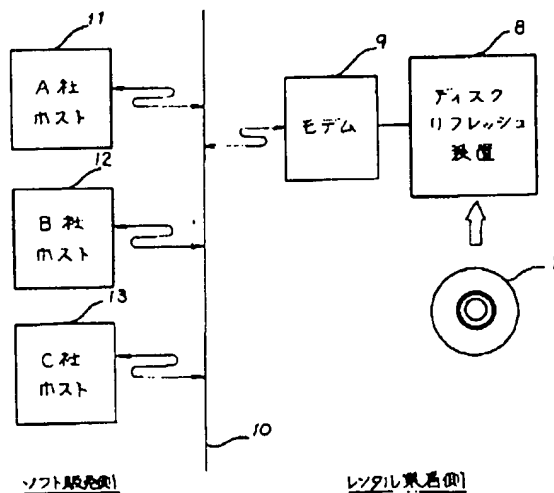 11
A社
ホスト
12
B社
ホスト
13
C社
ホスト
10
9
モデム
8
ディスク
リフレッシュ
装置
ソフト販売側
レンタル業者側